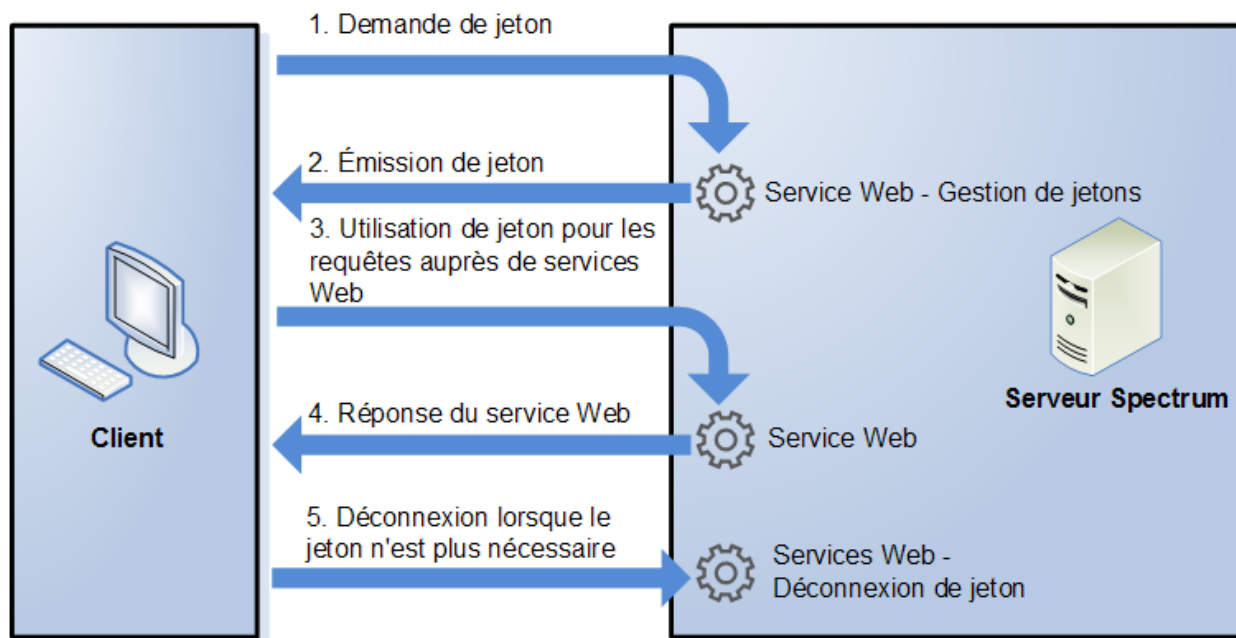 1. Demande de jeton
2. Émission de jeton
Service Web - Gestion de jetons
3. Utilisation de jeton pour les
requêtes auprès de services
Web
Serveur Spectrum
4. Réponse du service Web
Client
Service Web
5. Déconnexion lorsque le
jeton n'est plus nécessaire
Services Web -
Déconnexion de jeton